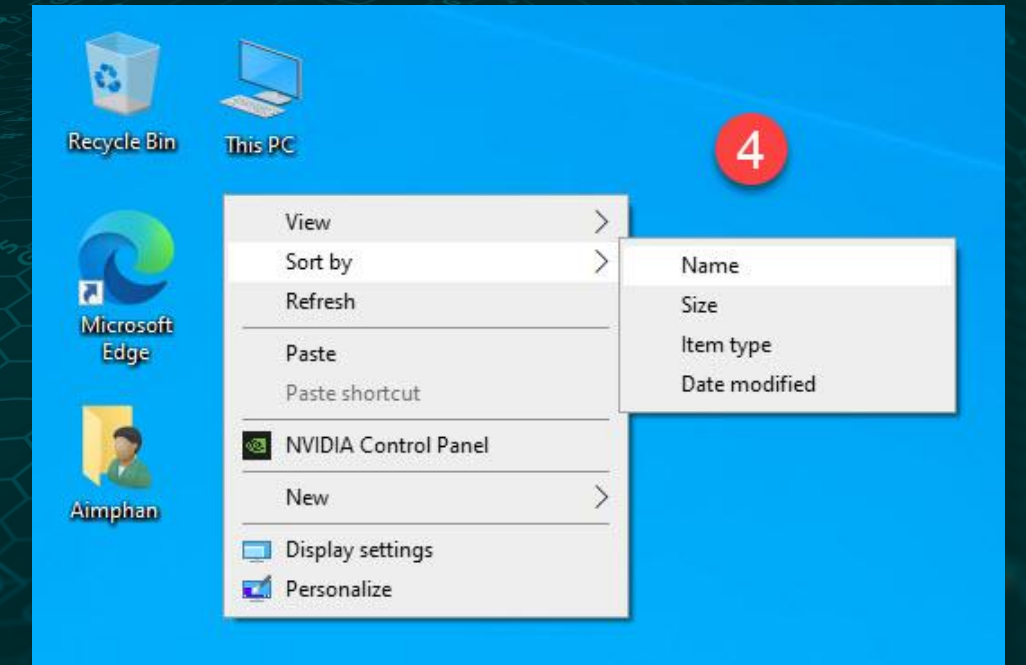 Recycle Bin
This PC
4
Microsoft
Edge
Aimphan
View
Sort by
Refresh
Paste
Paste shortcut
NVIDIA Control Panel
New
Display settings
Personalize
Name
Size
Item type
Date modified